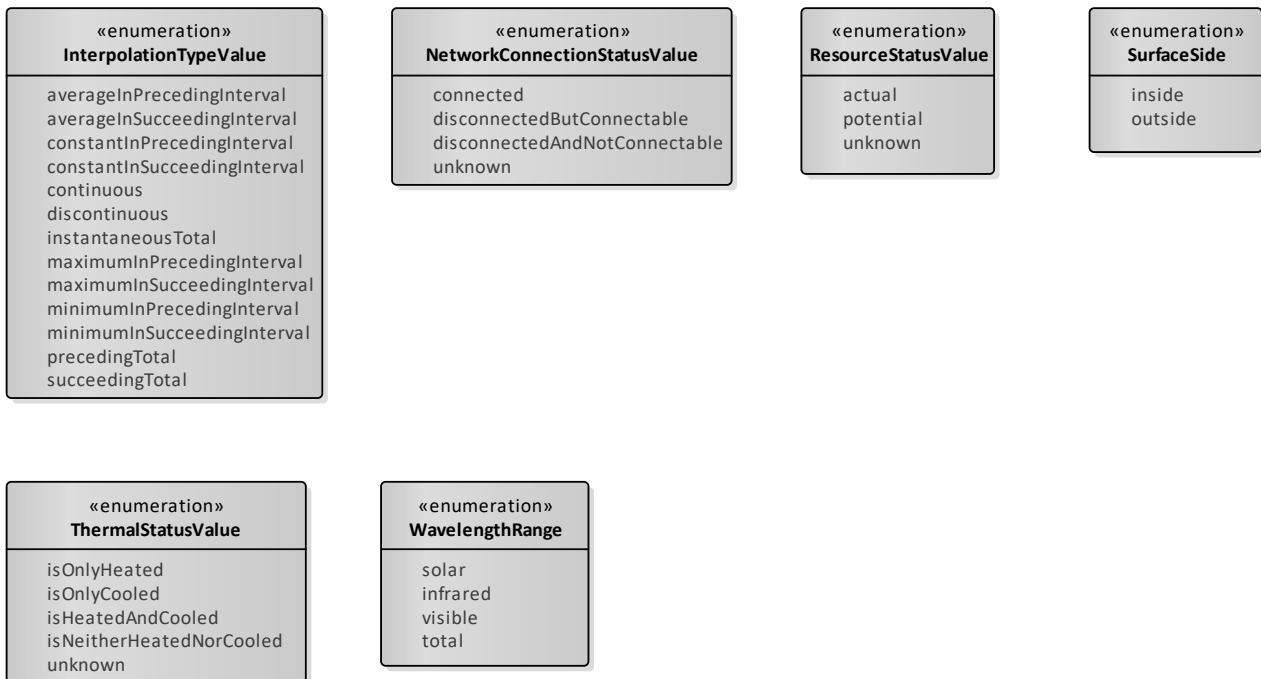 «enumeration»
InterpolationTypeValue
averageInPrecedingInterval
averageInSucceedingInterval
constantInPrecedingInterval
constantInSucceedingInterval
continuous
discontinuous
instantaneousTotal
maximumInPrecedingInterval
maximumInSucceedingInterval
minimumInPrecedingInterval
minimumInSucceedingInterval
precedingTotal
succeedingTotal
«enumeration»
NetworkConnectionStatusValue
connected
disconnectedButConnectable
disconnectedAndNotConnectable
unknown
«enumeration»
ResourceStatusValue
actual
potential
unknown
«enumeration»
SurfaceSide
inside
outside
«enumeration»
ThermalStatusValue
isOnlyHeated
isOnlyCooled
isHeatedAndCooled
isNeitherHeatedNorCooled
unknown
«enumeration»
WavelengthRange
solar
infrared
visible
total